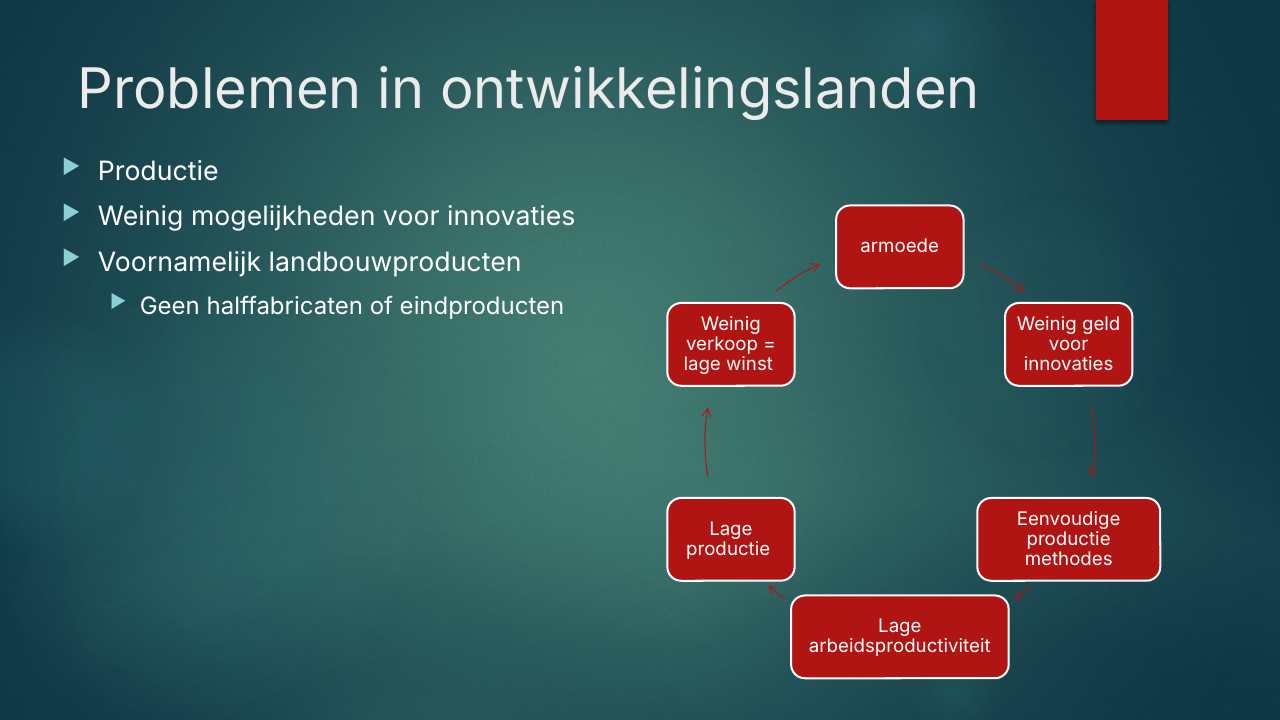 Problemen in ontwikkelingslanden
Productie
Weinig mogelijkheden voor innovaties
Voornamelijk landbouwproducten
Geen halffabricaten of eindproducten
armoede
Weinig geld
voor
innovaties
Eenvoudige
productie
methodes
Lage
arbeidsproductiviteit
Lage
productie
Weinig
verkoop =
lage winst